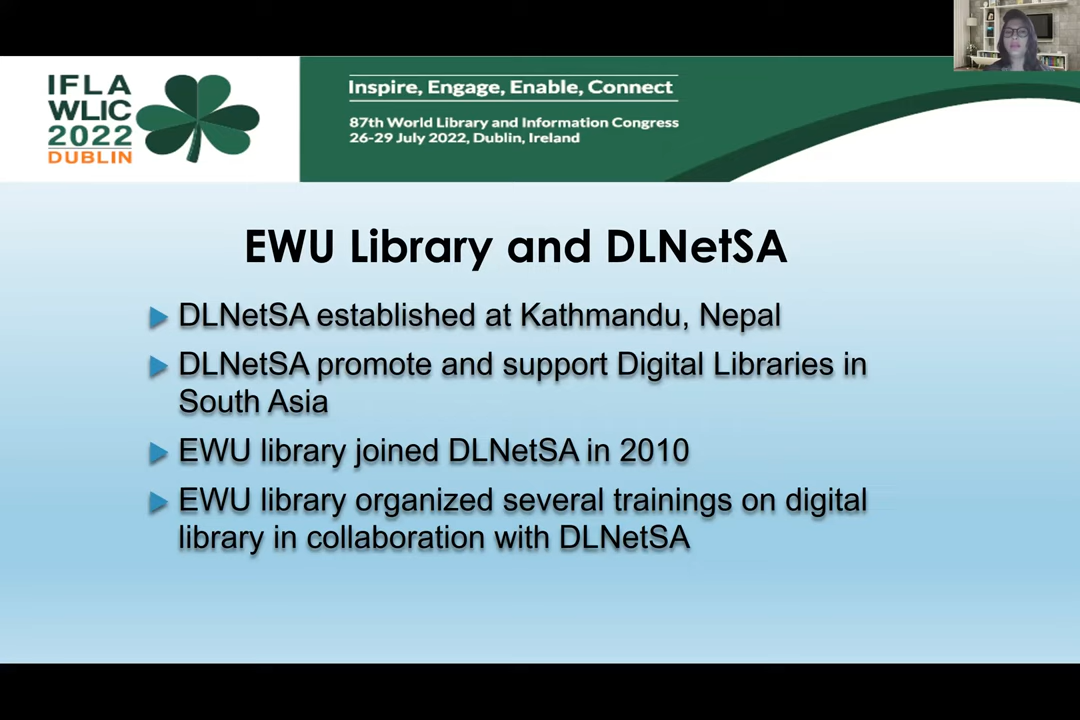 IFLA
WLIC
2022
DUBLIN
Inspire, Engage, Enable, Connect
87th World Library and Information Congress
26-29 July 2022, Dublin, Ireland
EWU Library and DLNetSA
DLNetSA established at Kathmandu, Nepal
DLNetSA promote and support Digital Libraries in
South Asia
EWU library joined DLNetSA in 2010
EWU library organized several trainings on digital
library in collaboration with DLNetSA